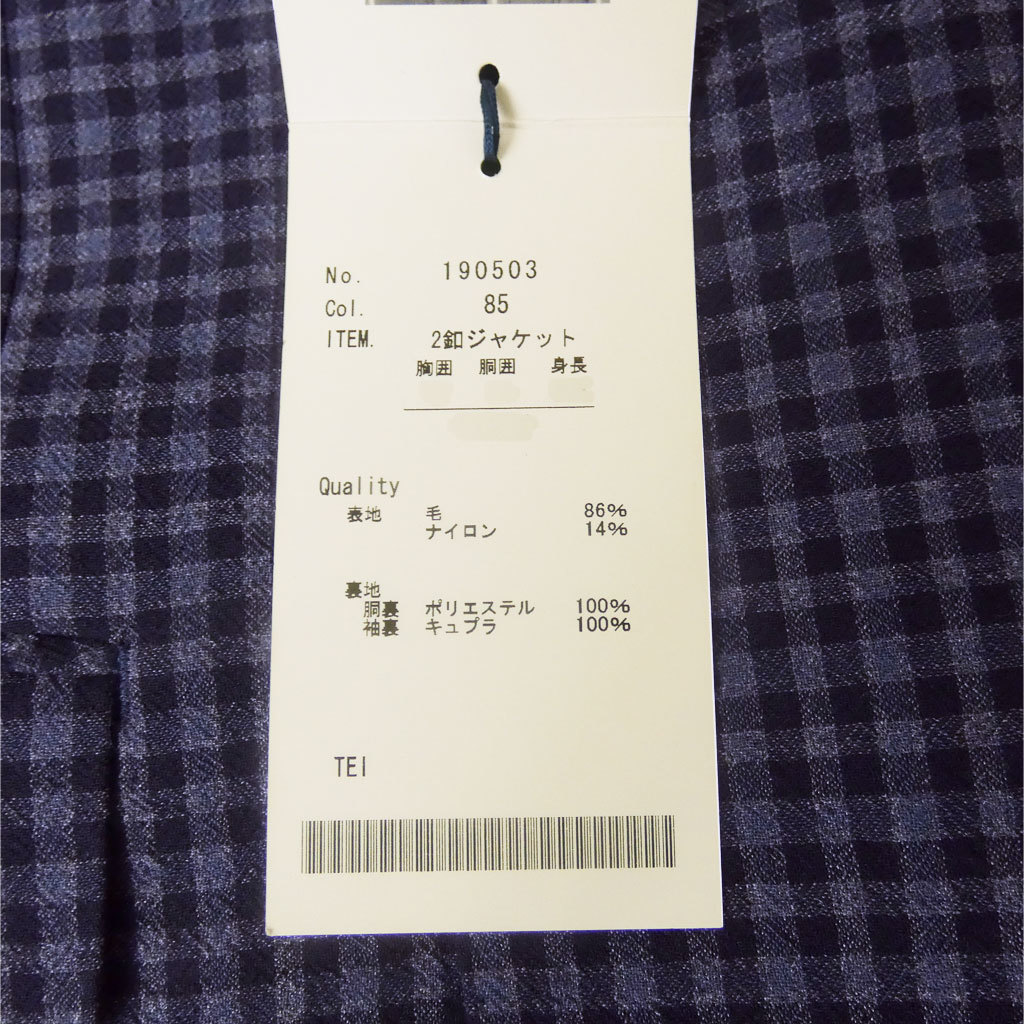 No. 190503
Col. 85
ITEM. 2釦ジャケット
胸囲 胴囲 身長
Quality
表地 毛 86%
ナイロン 14%
裏地
胴裏 ポリエステル 100%
袖裏 キュプラ 100%
TEI